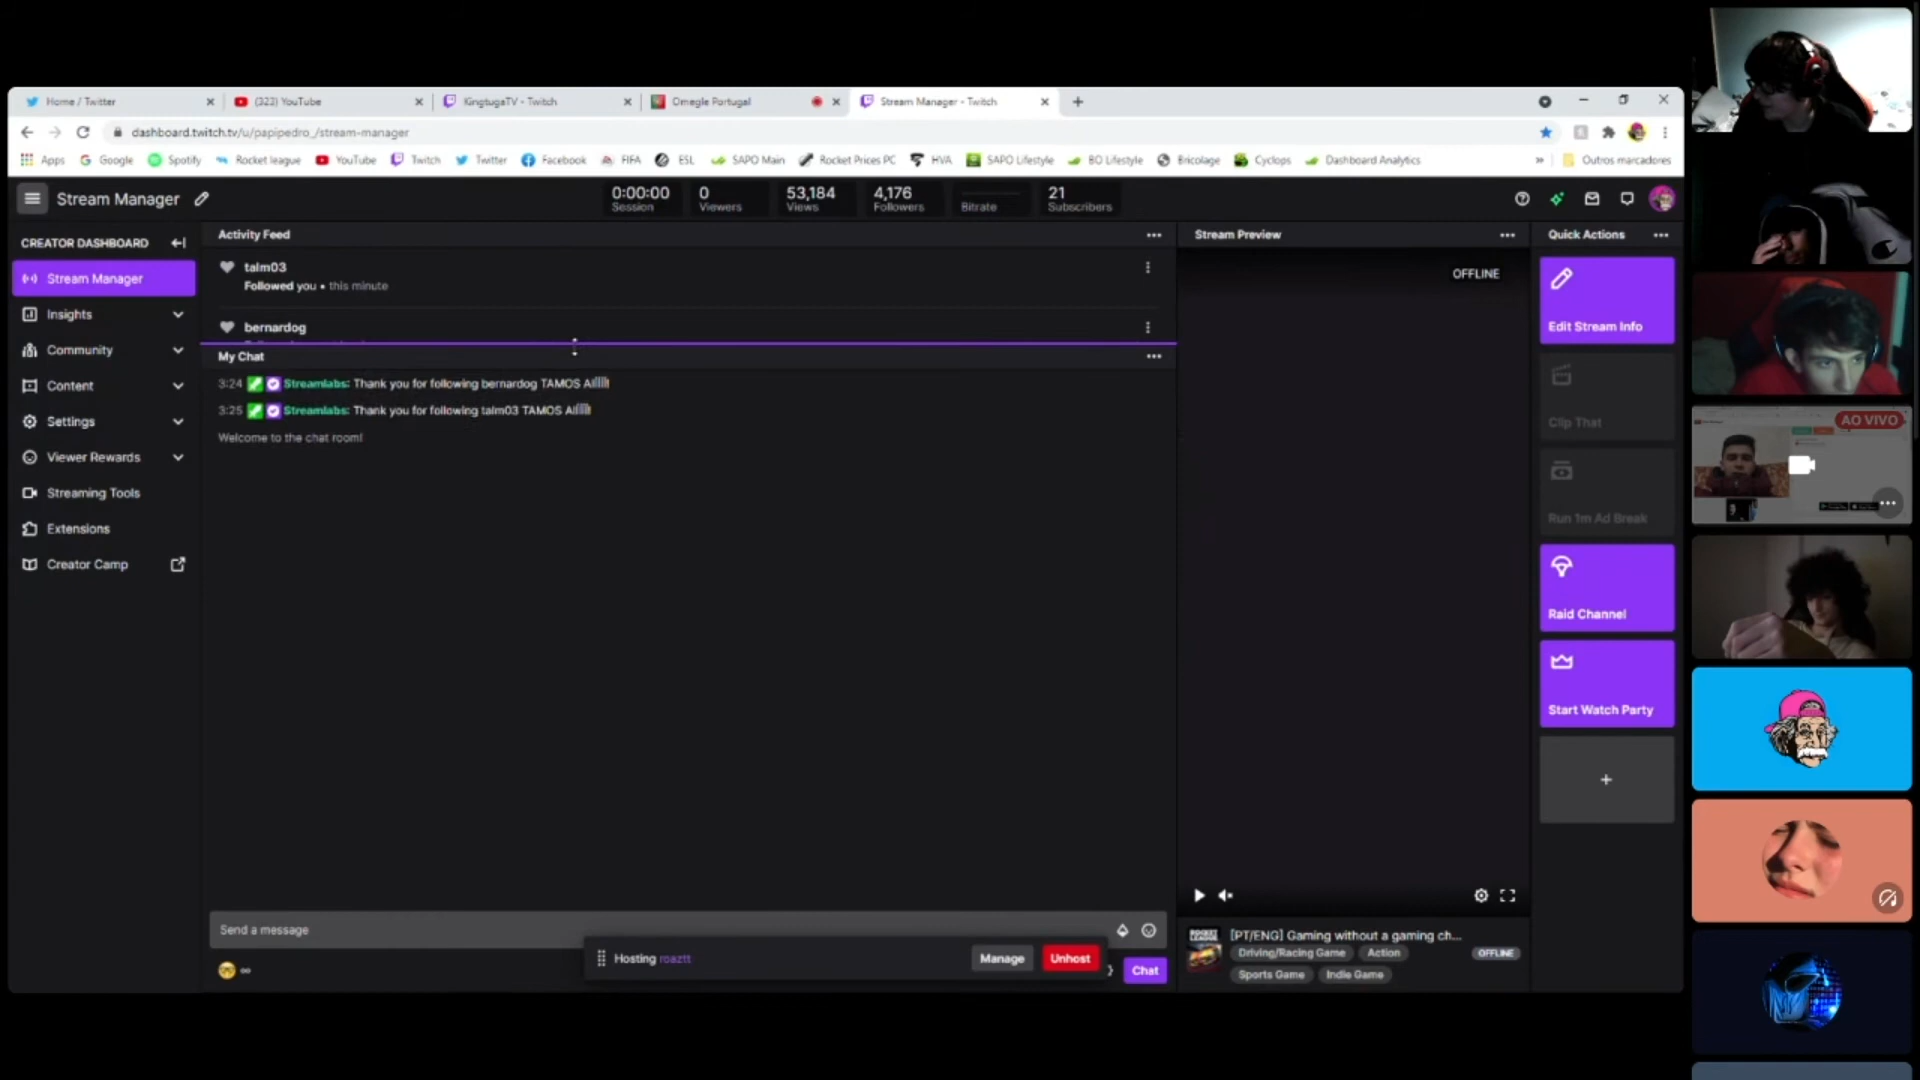 Home / Twitter
(323) YouTube
KingtugaTV - Twitch
Omegle Portugal
Stream Manager - Twitch
dashboard.twitch.tv/u/papipedro_/stream-manager
Apps
Google
Spotify
Rocket league
YouTube
Twitch
Twitter
Facebook
FIFA
ESL
SAPO Main
Rocket Prices PC
HVA
SAPO Lifestyle
BO Lifestyle
Bricolage
Cyclops
Dashboard Analytics
»
Outros marcadores
Stream Manager
0:00:00
Session
0
Viewers
53,184
Views
4,176
Followers
Bitrate
21
Subscribers
CREATOR DASHBOARD
Stream Manager
Insights
Community
Content
Settings
Viewer Rewards
Streaming Tools
Extensions
Creator Camp
Activity Feed
talm03
Followed you • this minute
bernardog
My Chat
3:24 Streamlabs: Thank you for following bernardog TAMOS
3:25 Streamlabs: Thank you for following talm03 TAMOS
Welcome to the chat room!
Send a message
Hosting roaztt
Manage
Unhost
Chat
Stream Preview
OFFLINE
[PT/ENG] Gaming without a gaming ch...
Driving/Racing Game
Action
OFFLINE
Sports Game
Indie Game
ROCKET LEAGUE
Quick Actions
Edit Stream Info
Clip That
Run 1m Ad Break
Raid Channel
Start Watch Party
AO VIVO